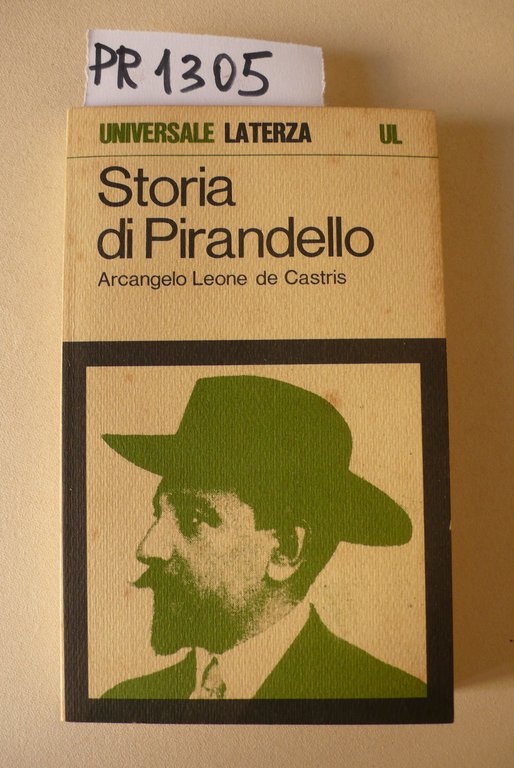 PR 1305
UNIVERSALE LATERZA UL
Storia
di Pirandello
Arcangelo Leone de Castris